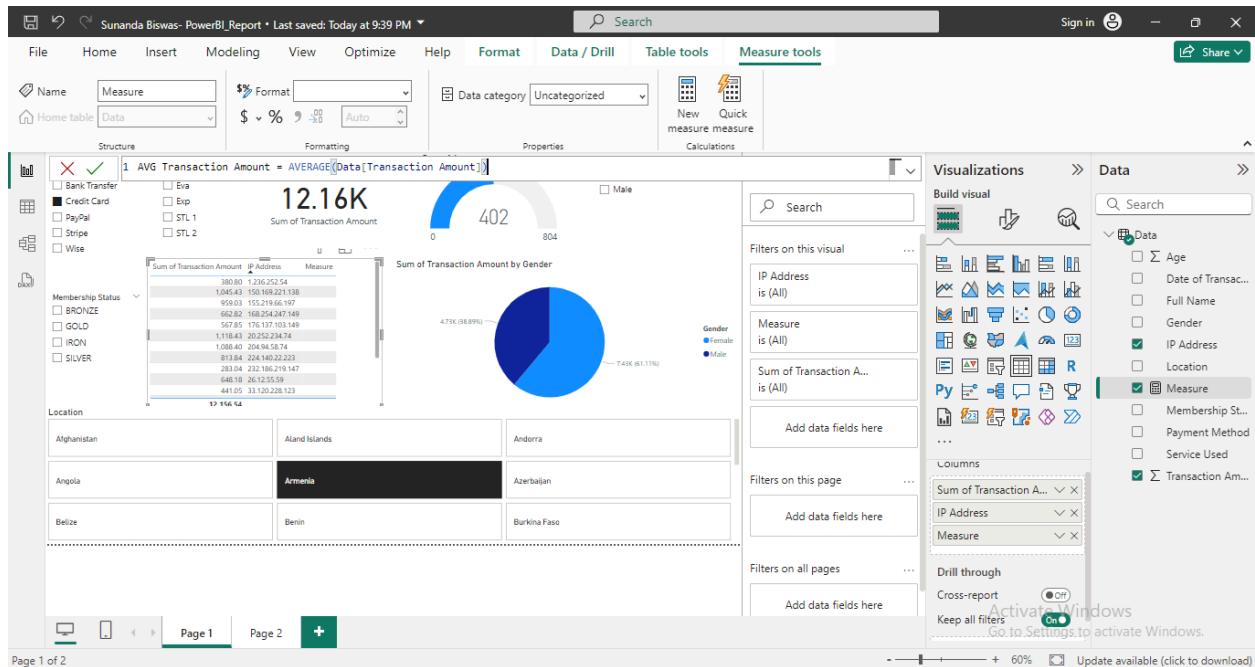 Sunanda Biswas- PowerBI_Report • Last saved: Today at 9:39 PM
Search
Sign in
File Home Insert Modeling View Optimize Help Format Data / Drill Table tools Measure tools
Share
Name Measure
Home table Data
Structure
$% Format
$ % 9 .00 Auto
Formatting
Data category Uncategorized
Properties
New measure
Quick measure
Calculations
1 AVG Transaction Amount = AVERAGE(Data[Transaction Amount])
Bank Transfer
Credit Card
PayPal
Stripe
Wise
Eva
Exp
STL 1
STL 2
12.16K
Sum of Transaction Amount
402
0 804
Male
Membership Status
BRONZE
GOLD
IRON
SILVER
Sum of Transaction Amount IP Address Measure
380.80 1.236.252.54
1,045.43 150.169.221.138
959.03 155.219.66.197
662.82 168.254.247.149
567.85 176.137.103.149
1,118.43 20.252.234.74
1,088.40 204.94.58.74
813.84 224.140.22.223
283.04 232.186.219.147
648.18 26.12.55.59
441.05 33.120.228.123
12,156.54
Sum of Transaction Amount by Gender
4.73K (38.89%)
7.43K (61.11%)
Gender
Female
Male
Location
Afghanistan Aland Islands Andorra
Angola Armenia Azerbaijan
Belize Benin Burkina Faso
Search
Filters on this visual ...
IP Address
is (All)
Measure
is (All)
Sum of Transaction A...
is (All)
Add data fields here
Filters on this page ...
Add data fields here
Filters on all pages ...
Add data fields here
Visualizations
Build visual
123
R
Py
...
Columns
Sum of Transaction A...
IP Address
Measure
Drill through
Cross-report Off
Keep all filters On
Data
Search
Data
Age
Date of Transac...
Full Name
Gender
IP Address
Location
Measure
Membership St...
Payment Method
Service Used
Transaction Am...
Activate Windows
Go to Settings to activate Windows.
Page 1 Page 2 +
Page 1 of 2
- + 60% Update available (click to download)